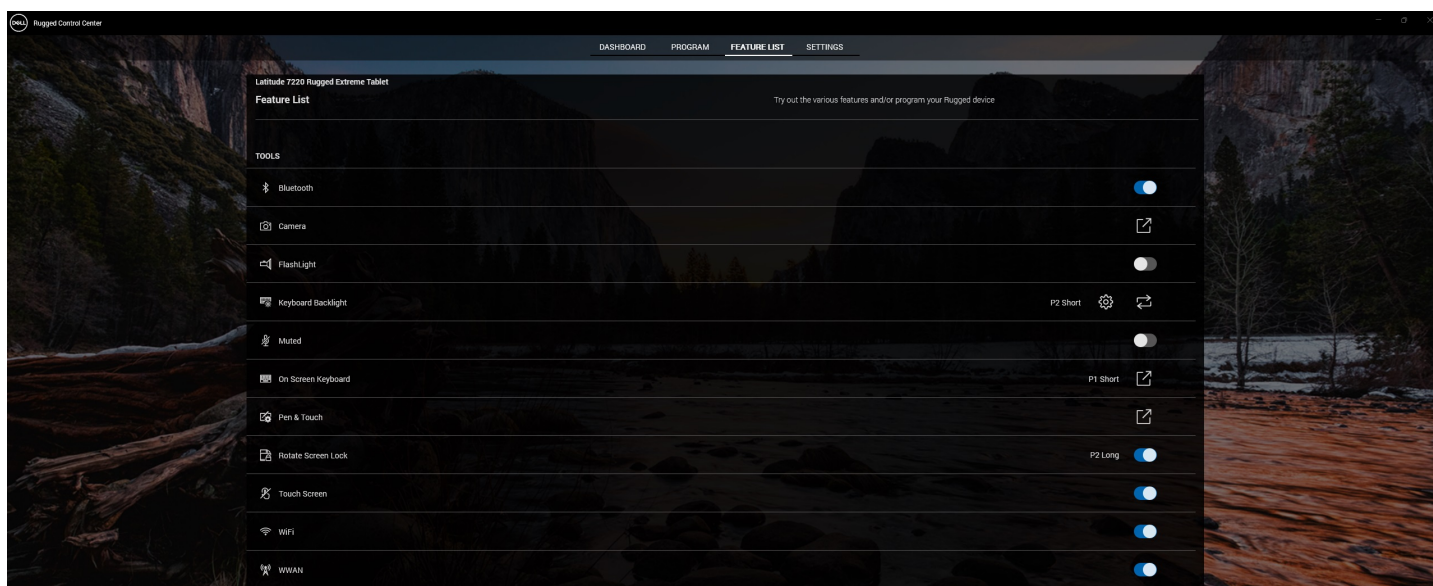 DELL Rugged Control Center
DASHBOARD PROGRAM FEATURE LIST SETTINGS
Latitude 7220 Rugged Extreme Tablet
Feature List Try out the various features and/or program your Rugged device
TOOLS
Bluetooth
Camera
FlashLight
Keyboard Backlight P2 Short
Muted
On Screen Keyboard P1 Short
Pen & Touch
Rotate Screen Lock P2 Long
Touch Screen
WiFi
WWAN